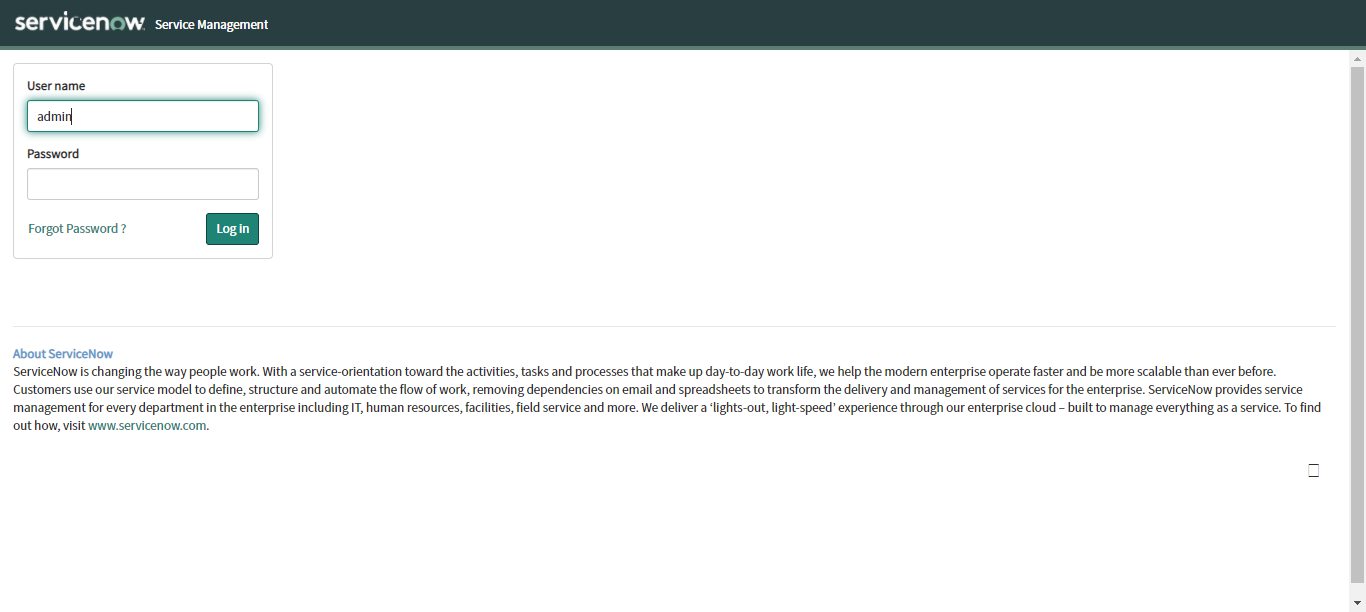 servicenow. Service Management
User name
admin
Password
Forgot Password ?
Log in
About ServiceNow
ServiceNow is changing the way people work. With a service-orientation toward the activities, tasks and processes that make up day-to-day work life, we help the modern enterprise operate faster and be more scalable than ever before.
Customers use our service model to define, structure and automate the flow of work, removing dependencies on email and spreadsheets to transform the delivery and management of services for the enterprise. ServiceNow provides service
management for every department in the enterprise including IT, human resources, facilities, field service and more. We deliver a ‘lights-out, light-speed’ experience through our enterprise cloud – built to manage everything as a service. To find
out how, visit www.servicenow.com.